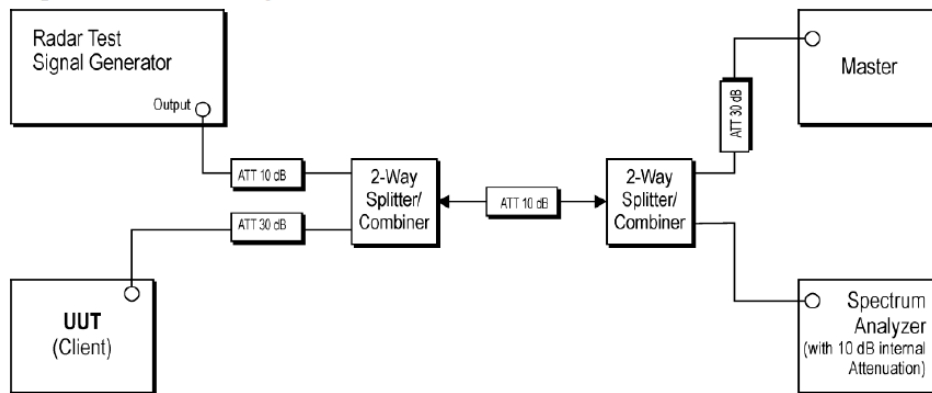 Radar Test
Signal Generator
Output
ATT 10 dB
ATT 30 dB
2-Way
Splitter/
Combiner
ATT 10 dB
2-Way
Splitter/
Combiner
ATT 30 dB
Master
UUT
(Client)
Spectrum
Analyzer
(with 10 dB internal
Attenuation)